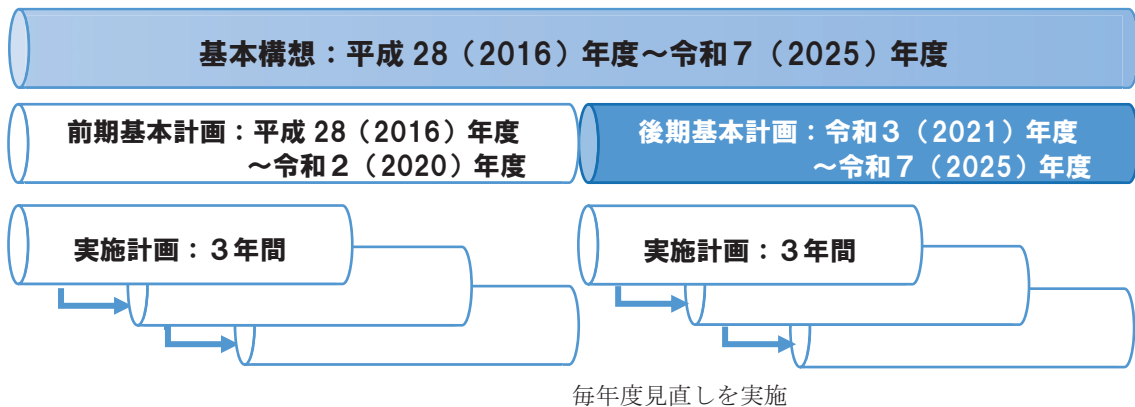 基本構想：平成 28（2016）年度～令和７（2025）年度
前期基本計画：平成 28（2016）年度
～令和２（2020）年度
後期基本計画：令和３（2021）年度
～令和７（2025）年度
実施計画：３年間
実施計画：３年間
毎年度見直しを実施